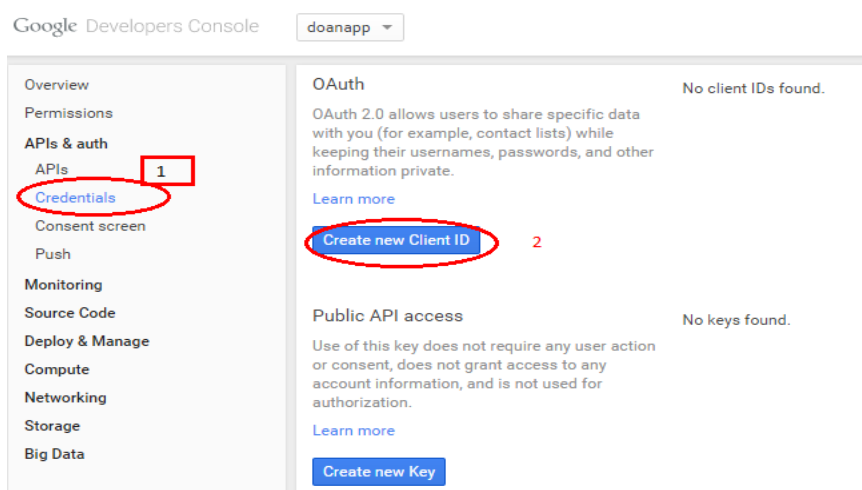 Google Developers Console
doanapp
Overview
Permissions
APIs & auth
APIs
1
Credentials
Consent screen
Push
Monitoring
Source Code
Deploy & Manage
Compute
Networking
Storage
Big Data
OAuth
OAuth 2.0 allows users to share specific data
with you (for example, contact lists) while
keeping their usernames, passwords, and other
information private.
Learn more
Create new Client ID
2
No client IDs found.
Public API access
Use of this key does not require any user action
or consent, does not grant access to any
account information, and is not used for
authorization.
Learn more
Create new Key
No keys found.